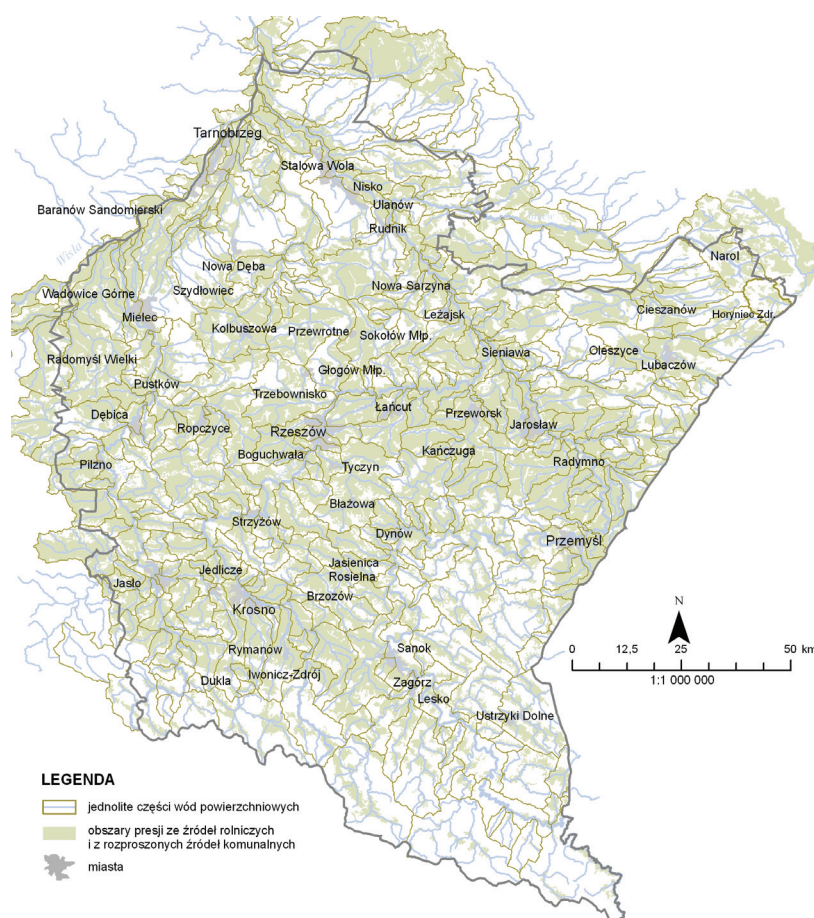 Tarnobrzeg
Stalowa Wola
Nisko
Ulanów
Baranów Sandomierski
Rudnik
Wisła
Narol
Nowa Dęba
Nowa Sarzyna
Szydłowiec
Wadowice Górne
Cieszanów
Horyniec Zdr.
Mielec
Leżajsk
Kolbuszowa
Przewrotne
Sokołów Młp.
Sieniawa
Oleszyce
Radomyśl Wielki
Lubaczów
Głogów Młp.
Pustków
Trzebownisko
Łańcut
Dębica
Przeworsk
Ropczyce
Rzeszów
Jarosław
Boguchwała
Kańczuga
Pilzno
Tyczyn
Radymno
Błażowa
Strzyżów
Dynów
Przemyśl
Jasło
Jedlicze
Jasienica
Rosielna
Krosno
Brzozów
Rymanów
Sanok
Dukla
Iwonicz-Zdrój
Zagórz
Lesko
Ustrzyki Dolne
N
0 12,5 25 50 km
1:1 000 000
LEGENDA
jednolite części wód powierzchniowych
obszary presji ze źródeł rolniczych
i z rozproszonych źródeł komunalnych
miasta